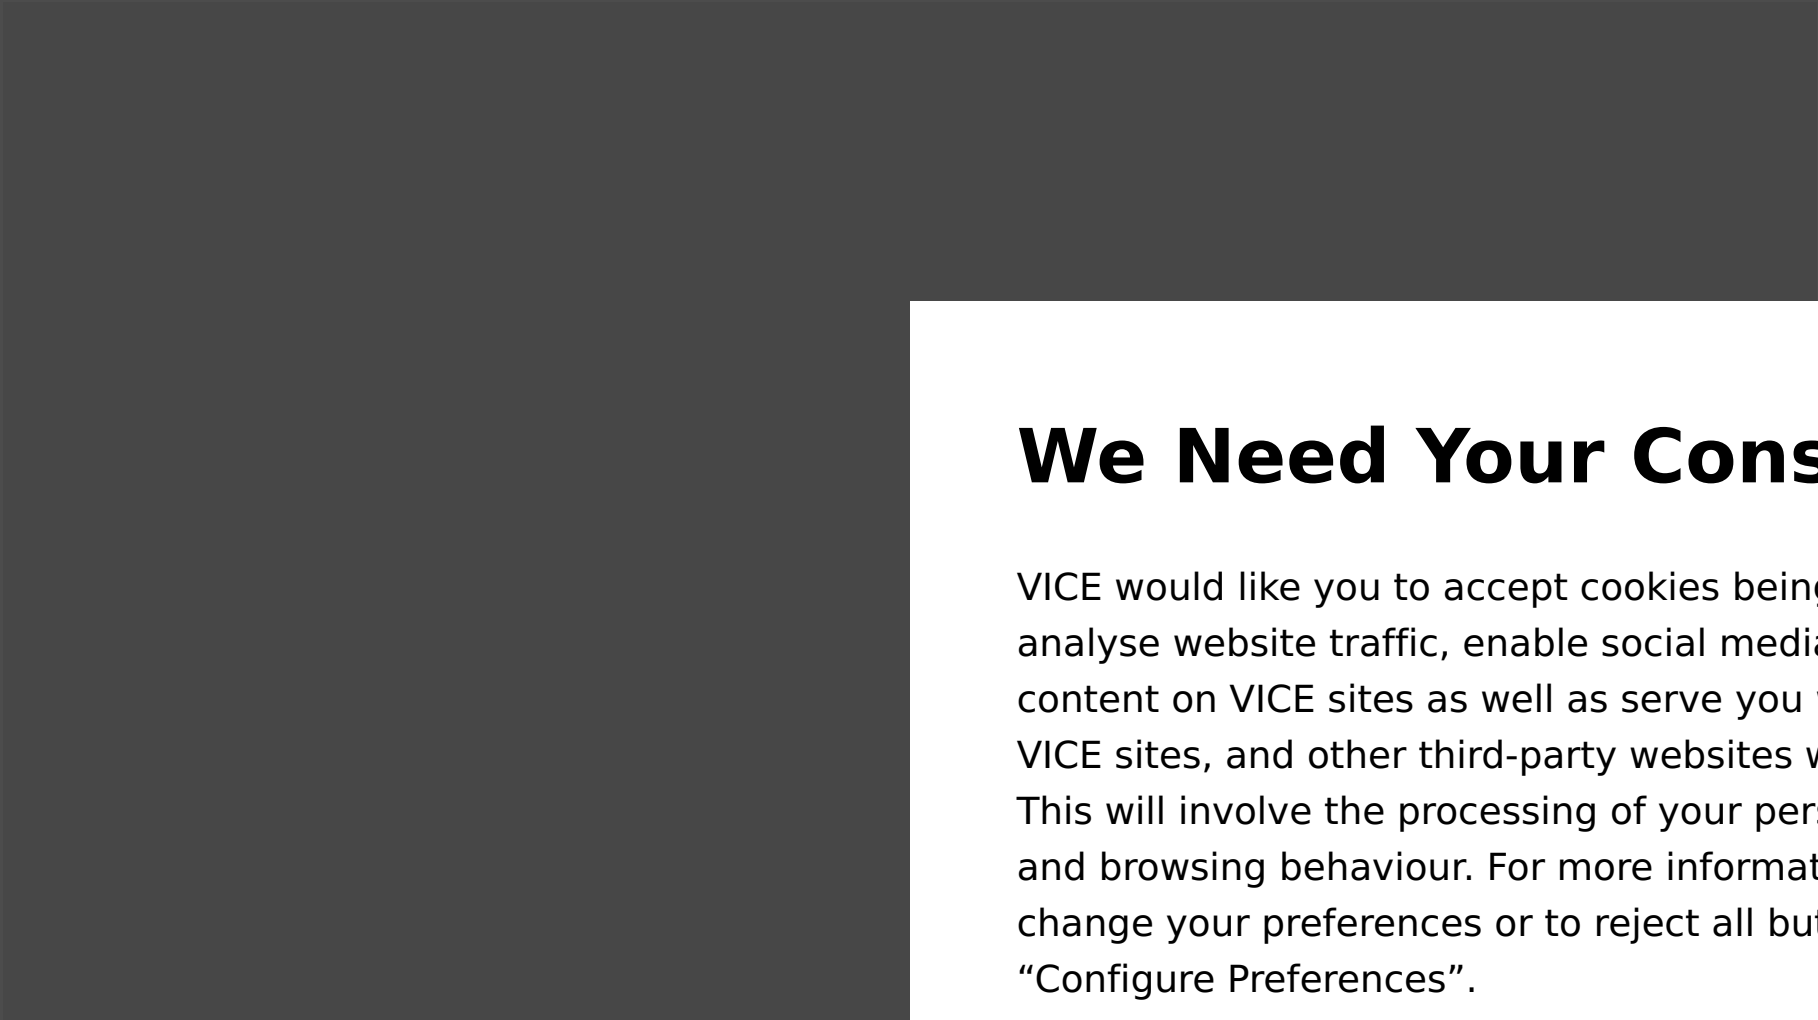 We Need Your Cons
VICE would like you to accept cookies being
analyse website traffic, enable social media
content on VICE sites as well as serve you
VICE sites, and other third-party websites
This will involve the processing of your pers
and browsing behaviour. For more informat
change your preferences or to reject all but
“Configure Preferences”.